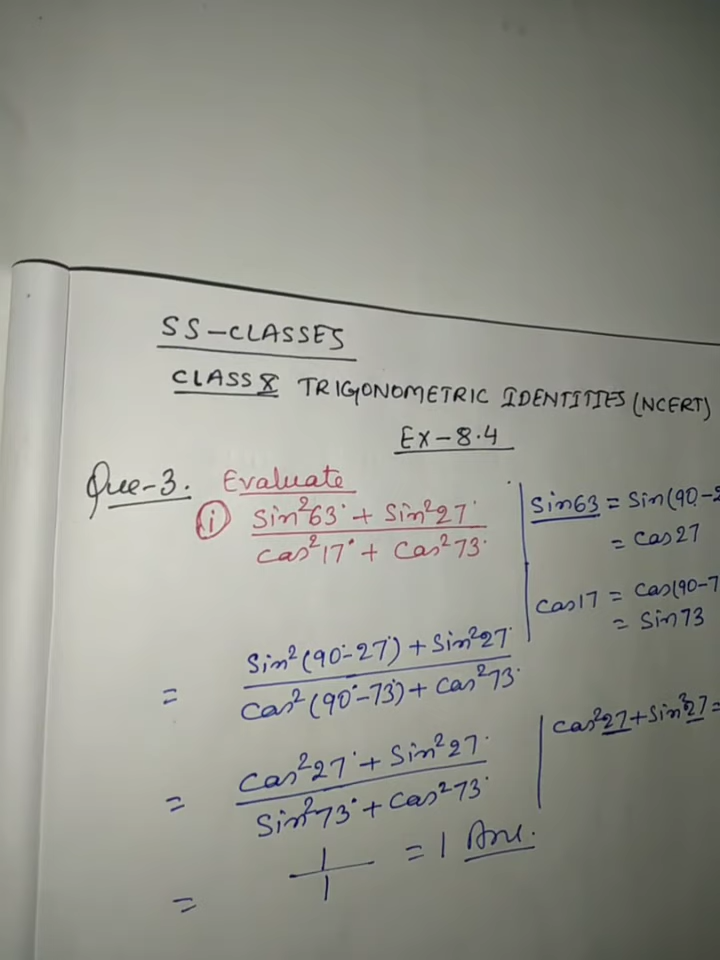 SS-CLASSES
CLASS X TRIGONOMETRIC IDENTITIES (NCERT)
EX-8.4
Que-3. Evaluate
(i) Sin²63° + Sin²27°
Cos²17° + Cos²73°
Sin63 = Sin(90-2
= Cos27
Cos17 = Cos(90-7
= Sin73
= Sin²(90°-27°) + Sin²27°
Cos²(90°-73) + Cos²73°
= Cos²27° + Sin²27°
Sin²73° + Cos²73°
Cos²27 + Sin²27 =
= 1/1 = 1 Ans.